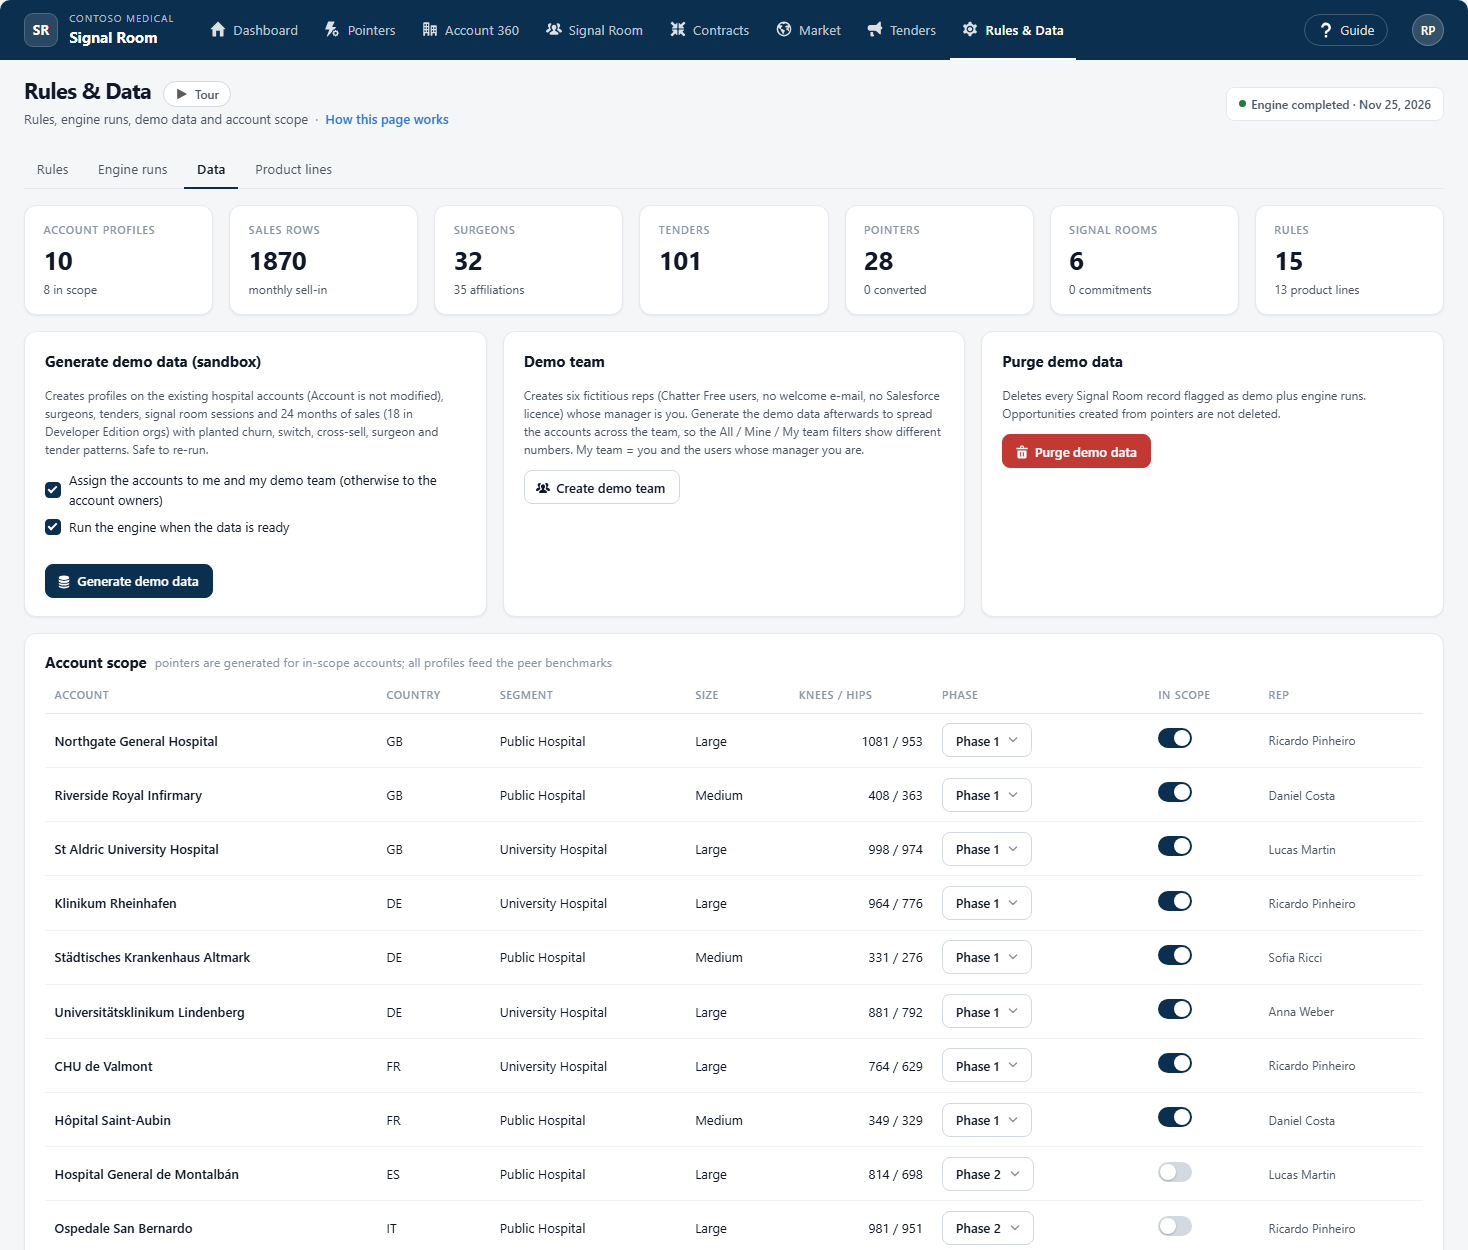 SR
CONTOSO MEDICAL
Signal Room
Dashboard
Pointers
Account 360
Signal Room
Contracts
Market
Tenders
Rules & Data
? Guide
RP
Rules & Data
Tour
Rules, engine runs, demo data and account scope · How this page works
Engine completed · Nov 25, 2026
Rules
Engine runs
Data
Product lines
ACCOUNT PROFILES
10
8 in scope
SALES ROWS
1870
monthly sell-in
SURGEONS
32
35 affiliations
TENDERS
101
POINTERS
28
0 converted
SIGNAL ROOMS
6
0 commitments
RULES
15
13 product lines
Generate demo data (sandbox)
Creates profiles on the existing hospital accounts (Account is not modified),
surgeons, tenders, signal room sessions and 24 months of sales (18 in
Developer Edition orgs) with planted churn, switch, cross-sell, surgeon and
tender patterns. Safe to re-run.
Assign the accounts to me and my demo team (otherwise to the
account owners)
Run the engine when the data is ready
Generate demo data
Demo team
Creates six fictitious reps (Chatter Free users, no welcome e-mail, no Salesforce
licence) whose manager is you. Generate the demo data afterwards to spread
the accounts across the team, so the All / Mine / My team filters show different
numbers. My team = you and the users whose manager you are.
Create demo team
Purge demo data
Deletes every Signal Room record flagged as demo plus engine runs.
Opportunities created from pointers are not deleted.
Purge demo data
Account scope pointers are generated for in-scope accounts; all profiles feed the peer benchmarks
ACCOUNT COUNTRY SEGMENT SIZE KNEES / HIPS PHASE IN SCOPE REP
Northgate General Hospital GB Public Hospital Large 1081 / 953 Phase 1 Ricardo Pinheiro
Riverside Royal Infirmary GB Public Hospital Medium 408 / 363 Phase 1 Daniel Costa
St Aldric University Hospital GB University Hospital Large 998 / 974 Phase 1 Lucas Martin
Klinikum Rheinhafen DE University Hospital Large 964 / 776 Phase 1 Ricardo Pinheiro
Städtisches Krankenhaus Altmark DE Public Hospital Medium 331 / 276 Phase 1 Sofia Ricci
Universitätsklinikum Lindenberg DE University Hospital Large 881 / 792 Phase 1 Anna Weber
CHU de Valmont FR University Hospital Large 764 / 629 Phase 1 Ricardo Pinheiro
Hôpital Saint-Aubin FR Public Hospital Medium 349 / 329 Phase 1 Daniel Costa
Hospital General de Montalbán ES Public Hospital Large 814 / 698 Phase 2 Lucas Martin
Ospedale San Bernardo IT Public Hospital Large 981 / 951 Phase 2 Ricardo Pinheiro